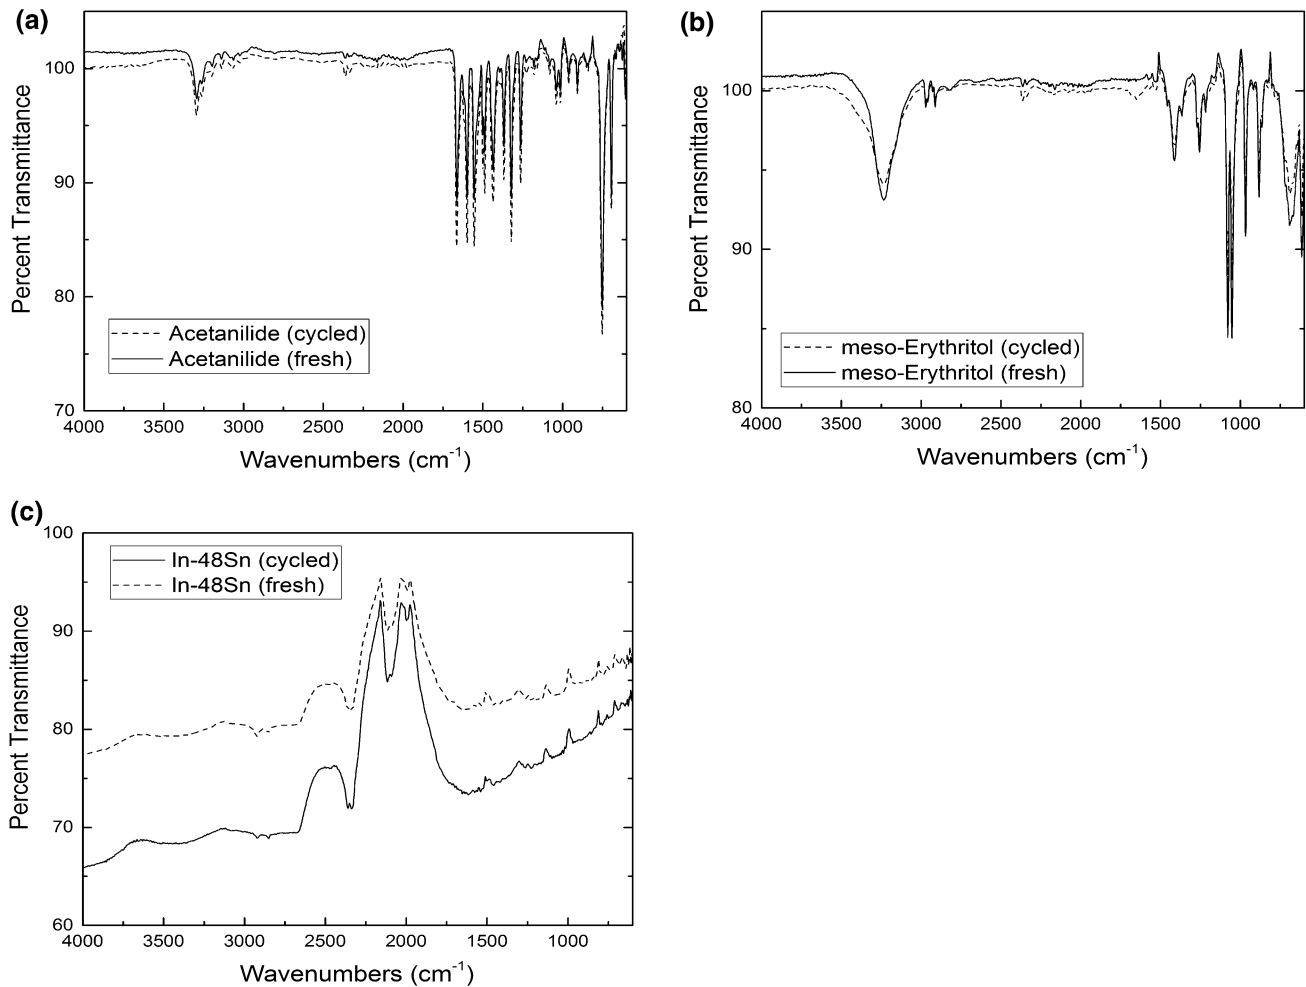 (a)
100
90
80
70
Percent Transmittance
Acetanilide (cycled)
Acetanilide (fresh)
4000 3500 3000 2500 2000 1500 1000
Wavenumbers (cm-1)
(b)
100
90
80
Percent Transmittance
meso-Erythritol (cycled)
meso-Erythritol (fresh)
4000 3500 3000 2500 2000 1500 1000
Wavenumbers (cm-1)
(c)
100
90
80
70
60
Percent Transmittance
In-48Sn (cycled)
In-48Sn (fresh)
4000 3500 3000 2500 2000 1500 1000
Wavenumbers (cm-1)